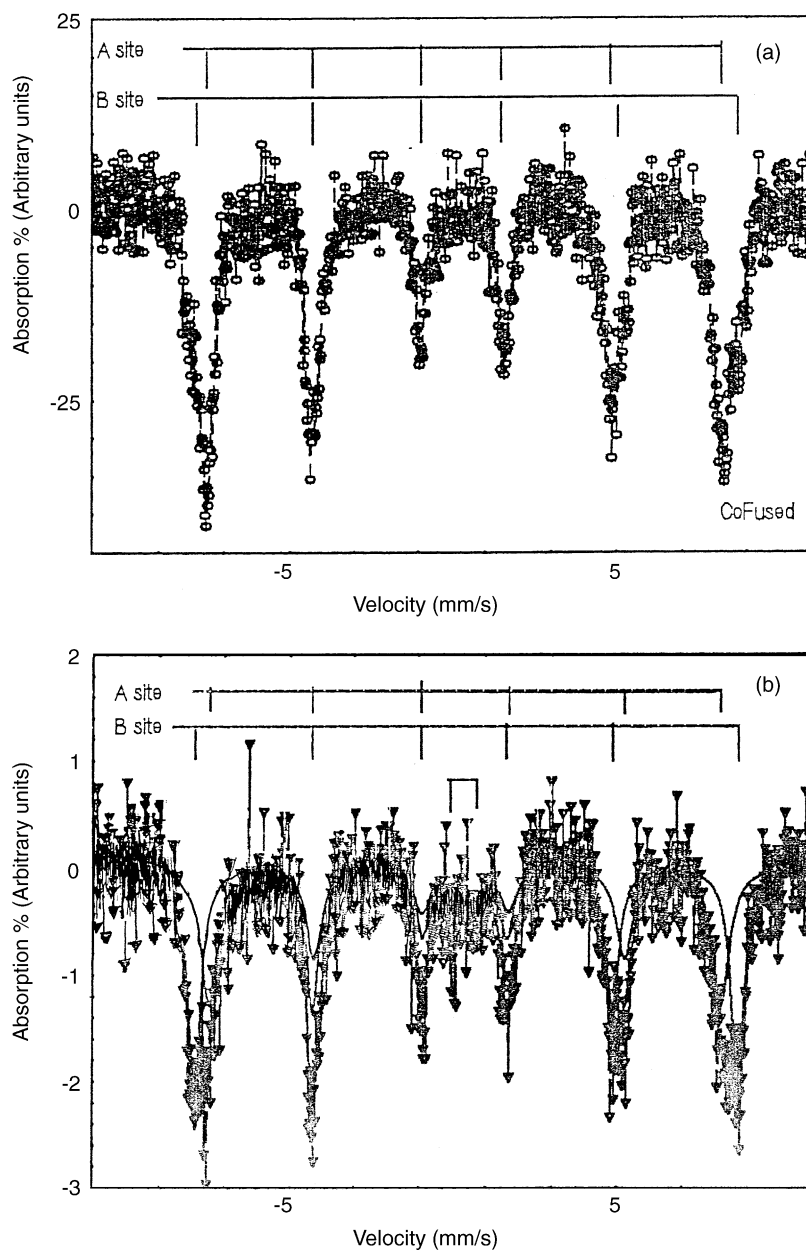 25
A site
(a)
B site
0
-25
Absorption % (Arbitrary units)
CoFused
-5
5
Velocity (mm/s)
2
(b)
A site
B site
1
0
-1
-2
-3
Absorption % (Arbitrary units)
-5
5
Velocity (mm/s)